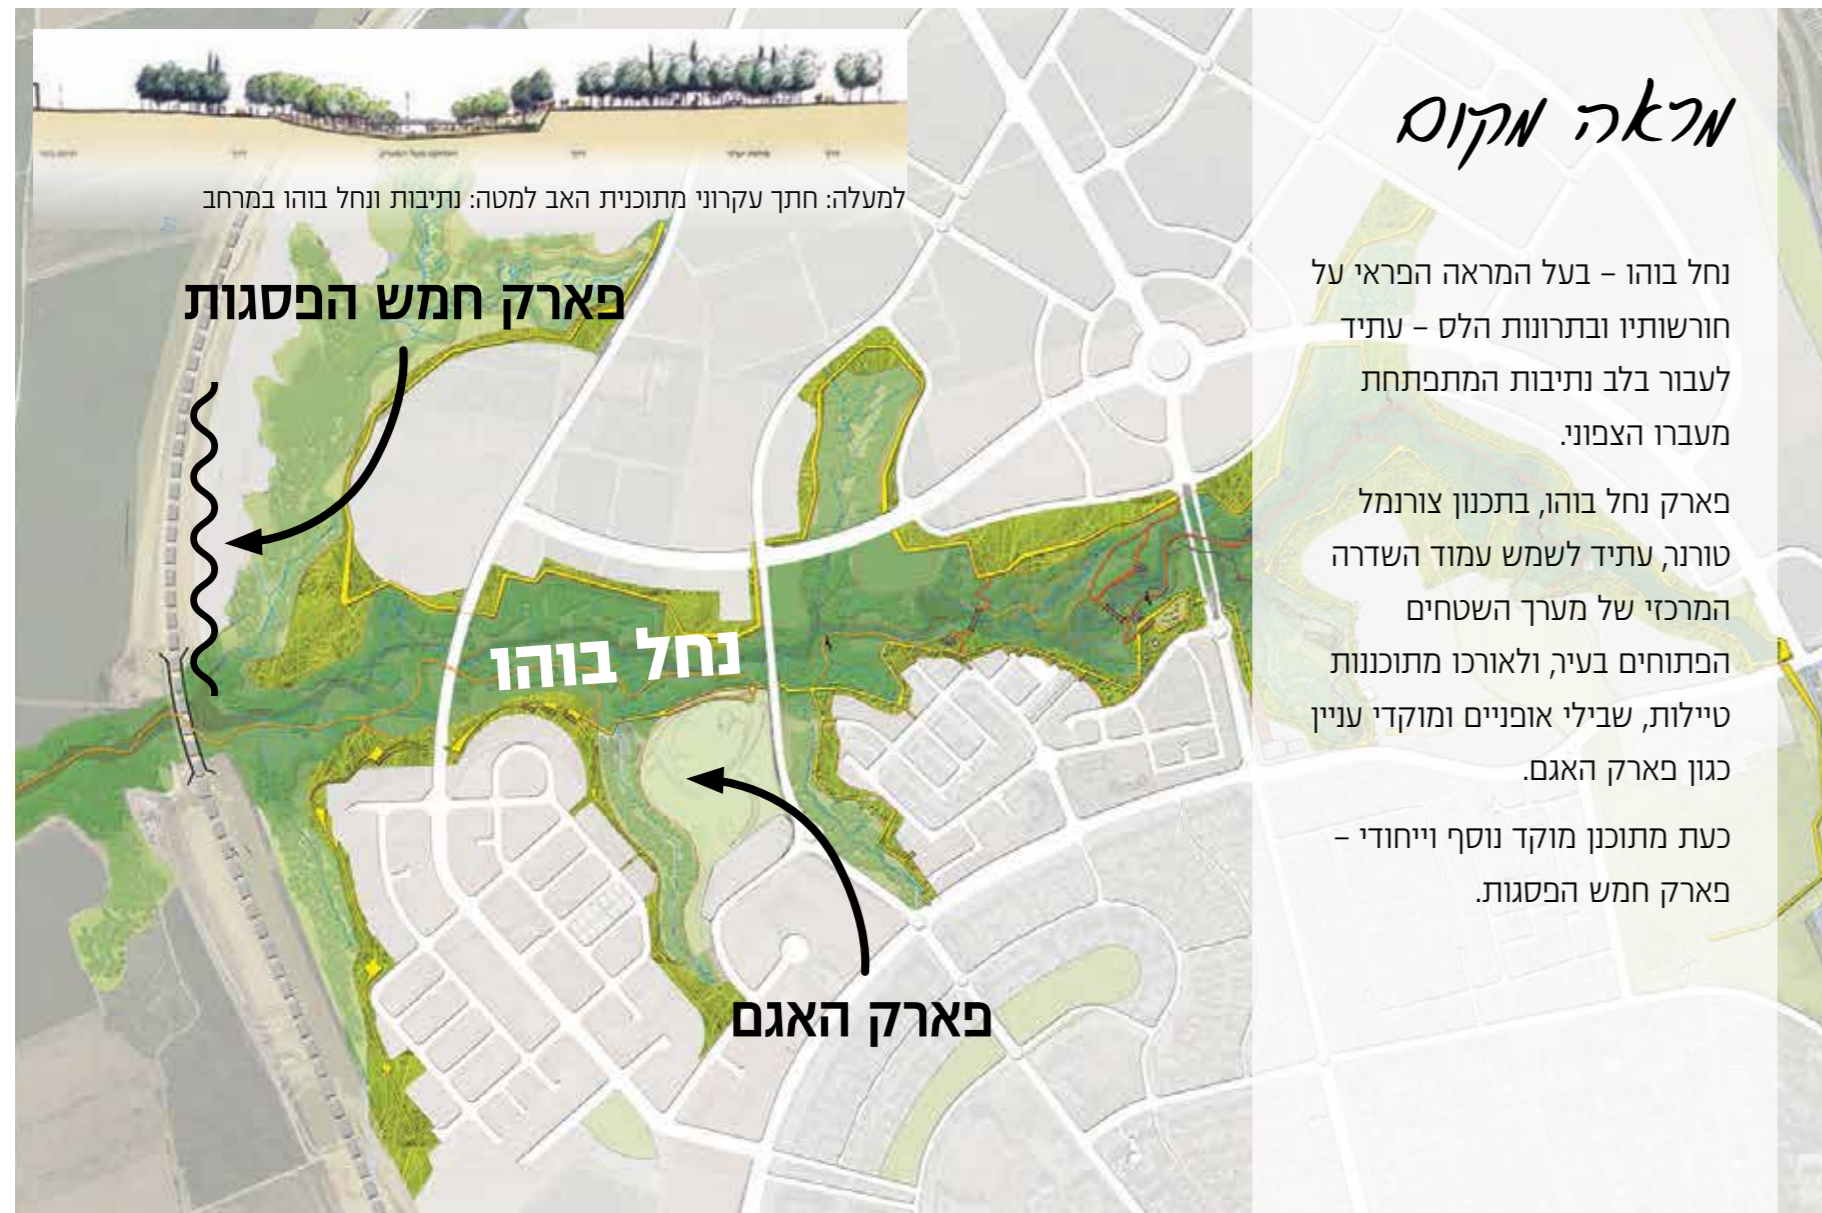 מראה מקום
נחל בוהו – בעל המראה הפראי על
חורשותיו ובתרונות הלס – עתיד
לעבור בלב נתיבות המתפתחת
מעברו הצפוני.
פארק נחל בוהו, בתכנון צורנמל
טורנר, עתיד לשמש עמוד השדרה
המרכזי של מערך השטחים
הפתוחים בעיר, ולאורכו מתוכננות
טיילות, שבילי אופניים ומוקדי עניין
כגון פארק האגם.
כעת מתוכנן מוקד נוסף וייחודי –
פארק חמש הפסגות.
דרך
דרך
דרך
למעלה: חתך עקרוני מתוכנית האב למטה: נתיבות ונחל בוהו במרחב
פארק חמש הפסגות
נחל בוהו
פארק האגם